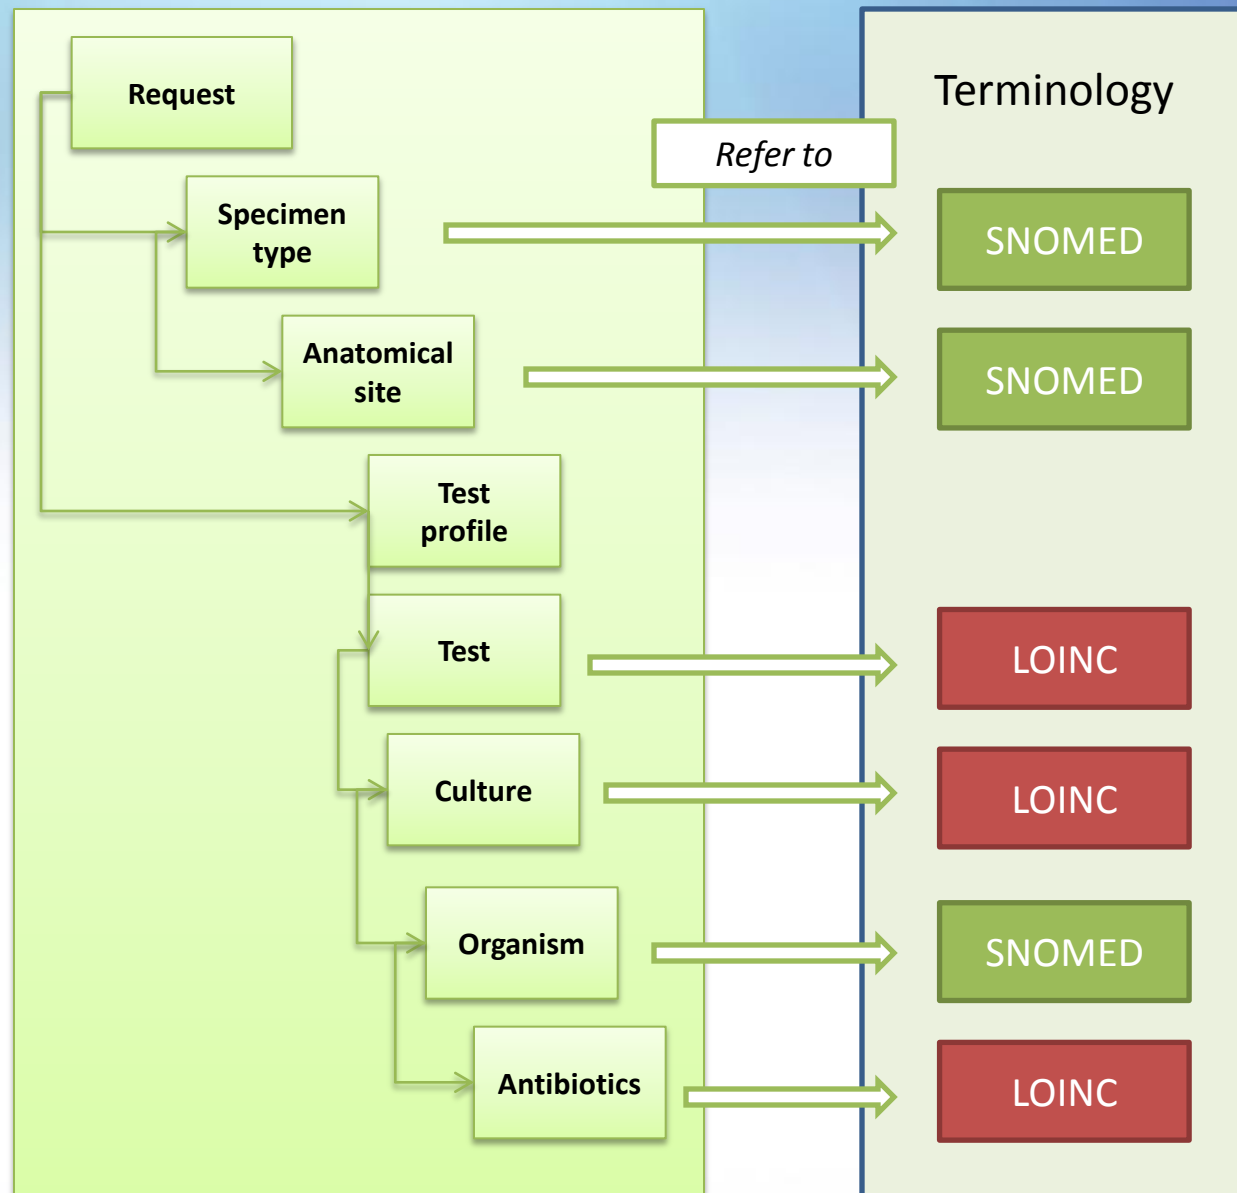 Request
Terminology
Refer to
Specimen
type
SNOMED
Anatomical
site
SNOMED
Test
profile
Test
LOINC
Culture
LOINC
Organism
SNOMED
Antibiotics
LOINC